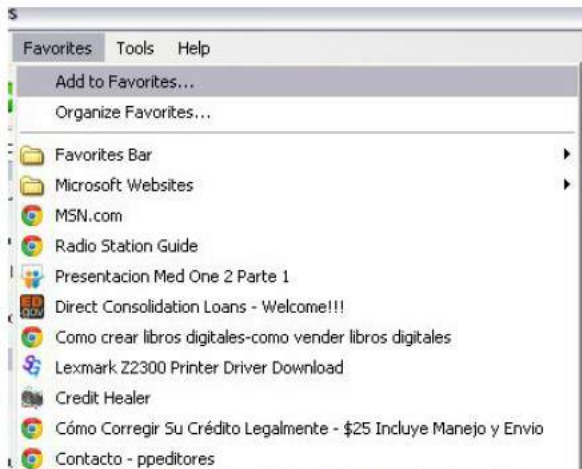 Favorites Tools Help
Add to Favorites...
Organize Favorites...
Favorites Bar
Microsoft Websites
MSN.com
Radio Station Guide
Presentacion Med One 2 Parte 1
ED.gov Direct Consolidation Loans - Welcome!!!
Como crear libros digitales-como vender libros digitales
Lexmark Z2300 Printer Driver Download
Credit Healer
Cómo Corregir Su Crédito Legalmente - $25 Incluye Manejo y Envio
Contacto - ppeditores